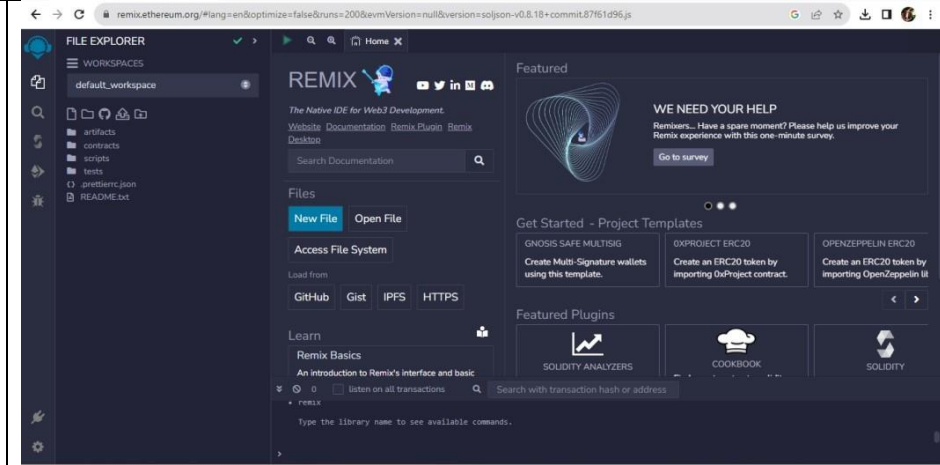 remix.ethereum.org/#lang=en&optimize=false&runs=200&evmVersion=null&version=soljson-v0.8.18+commit.87f61d96.js
FILE EXPLORER
WORKSPACES
default_workspace
artifacts
contracts
scripts
tests
.prettierrc.json
README.txt
Home
REMIX
The Native IDE for Web3 Development.
Website Documentation Remix Plugin Remix
Desktop
Search Documentation
Files
New File Open File
Access File System
Load from
GitHub Gist IPFS HTTPS
Learn
Remix Basics
An introduction to Remix's interface and basic
Featured
WE NEED YOUR HELP
Remixers... Have a spare moment? Please help us improve your
Remix experience with this one-minute
survey.
Go to survey
Get Started - Project Templates
GNOSIS SAFE MULTISIG
Create Multi-Signature wallets
using this template.
0XPROJECT ERC20
Create an ERC20 token by
importing 0xProject contract.
OPENZEPPELIN ERC20
Create an ERC20 token by
importing OpenZeppelin lib
Featured Plugins
SOLIDITY ANALYZERS
COOKBOOK
SOLIDITY
0 listen on all transactions Search with transaction hash or address
• remix
Type the library name to see available commands.
>